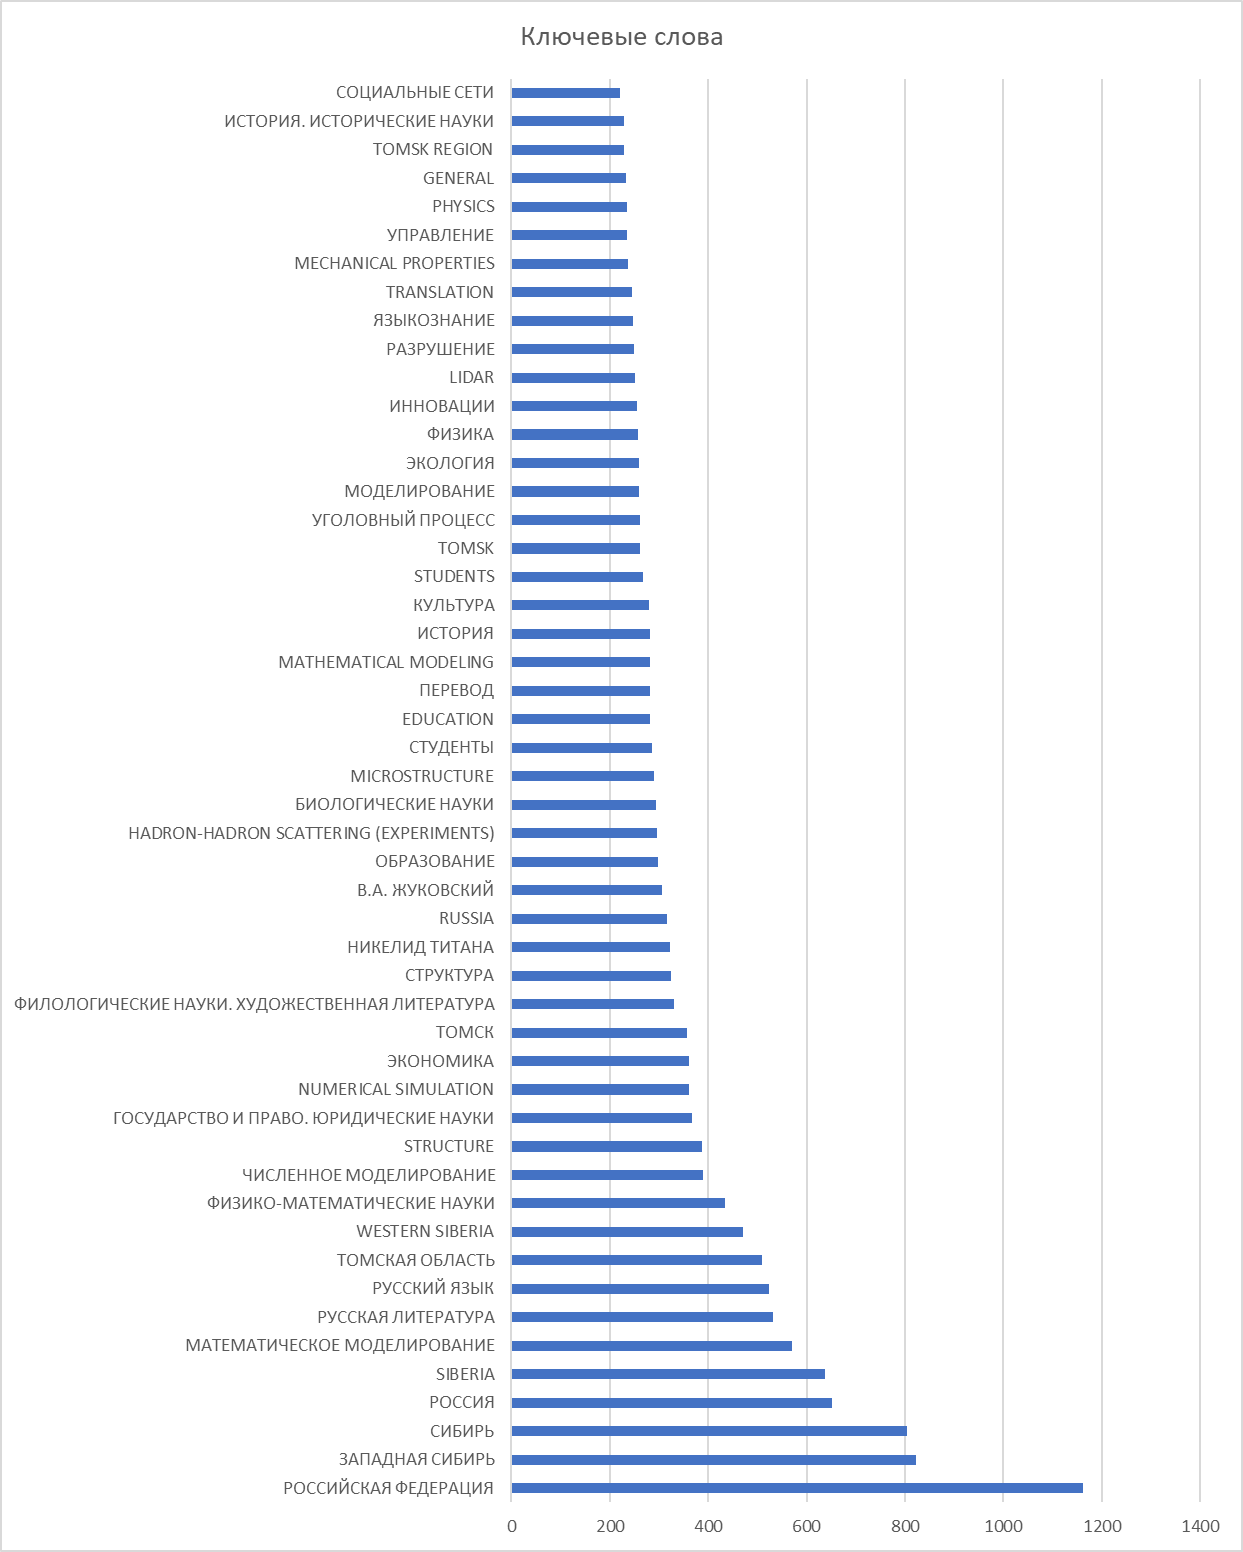 Ключевые слова
СОЦИАЛЬНЫЕ СЕТИ
ИСТОРИЯ. ИСТОРИЧЕСКИЕ НАУКИ
TOMSK REGION
GENERAL
PHYSICS
УПРАВЛЕНИЕ
MECHANICAL PROPERTIES
TRANSLATION
ЯЗЫКОЗНАНИЕ
РАЗРУШЕНИЕ
LIDAR
ИННОВАЦИИ
ФИЗИКА
ЭКОЛОГИЯ
МОДЕЛИРОВАНИЕ
УГОЛОВНЫЙ ПРОЦЕСС
TOMSK
STUDENTS
КУЛЬТУРА
ИСТОРИЯ
MATHEMATICAL MODELING
ПЕРЕВОД
EDUCATION
СТУДЕНТЫ
MICROSTRUCTURE
БИОЛОГИЧЕСКИЕ НАУКИ
HADRON-HADRON SCATTERING (EXPERIMENTS)
ОБРАЗОВАНИЕ
В.А. ЖУКОВСКИЙ
RUSSIA
НИКЕЛИД ТИТАНА
СТРУКТУРА
ФИЛОЛОГИЧЕСКИЕ НАУКИ. ХУДОЖЕСТВЕННАЯ ЛИТЕРАТУРА
ТОМСК
ЭКОНОМИКА
NUMERICAL SIMULATION
ГОСУДАРСТВО И ПРАВО. ЮРИДИЧЕСКИЕ НАУКИ
STRUCTURE
ЧИСЛЕННОЕ МОДЕЛИРОВАНИЕ
ФИЗИКО-МАТЕМАТИЧЕСКИЕ НАУКИ
WESTERN SIBERIA
ТОМСКАЯ ОБЛАСТЬ
РУССКИЙ ЯЗЫК
РУССКАЯ ЛИТЕРАТУРА
МАТЕМАТИЧЕСКОЕ МОДЕЛИРОВАНИЕ
SIBERIA
РОССИЯ
СИБИРЬ
ЗАПАДНАЯ СИБИРЬ
РОССИЙСКАЯ ФЕДЕРАЦИЯ
0 200 400 600 800 1000 1200 1400